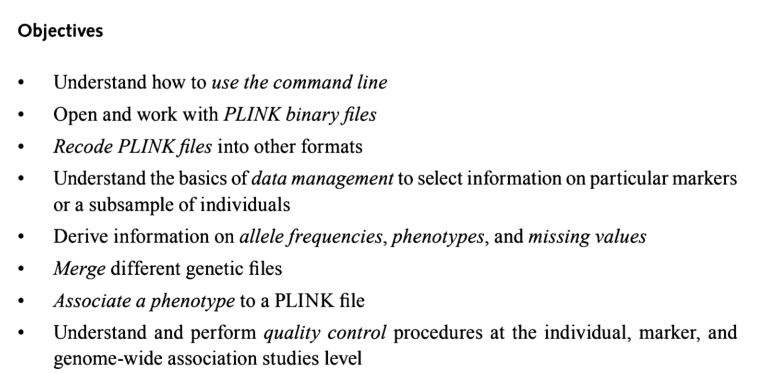 Objectives
• Understand how to use the command line
• Open and work with PLINK binary files
• Recode PLINK files into other formats
• Understand the basics of data management to select information on particular markers
or a subsample of individuals
• Derive information on allele frequencies, phenotypes, and missing values
• Merge different genetic files
• Associate a phenotype to a PLINK file
• Understand and perform quality control procedures at the individual, marker, and
genome-wide association studies level